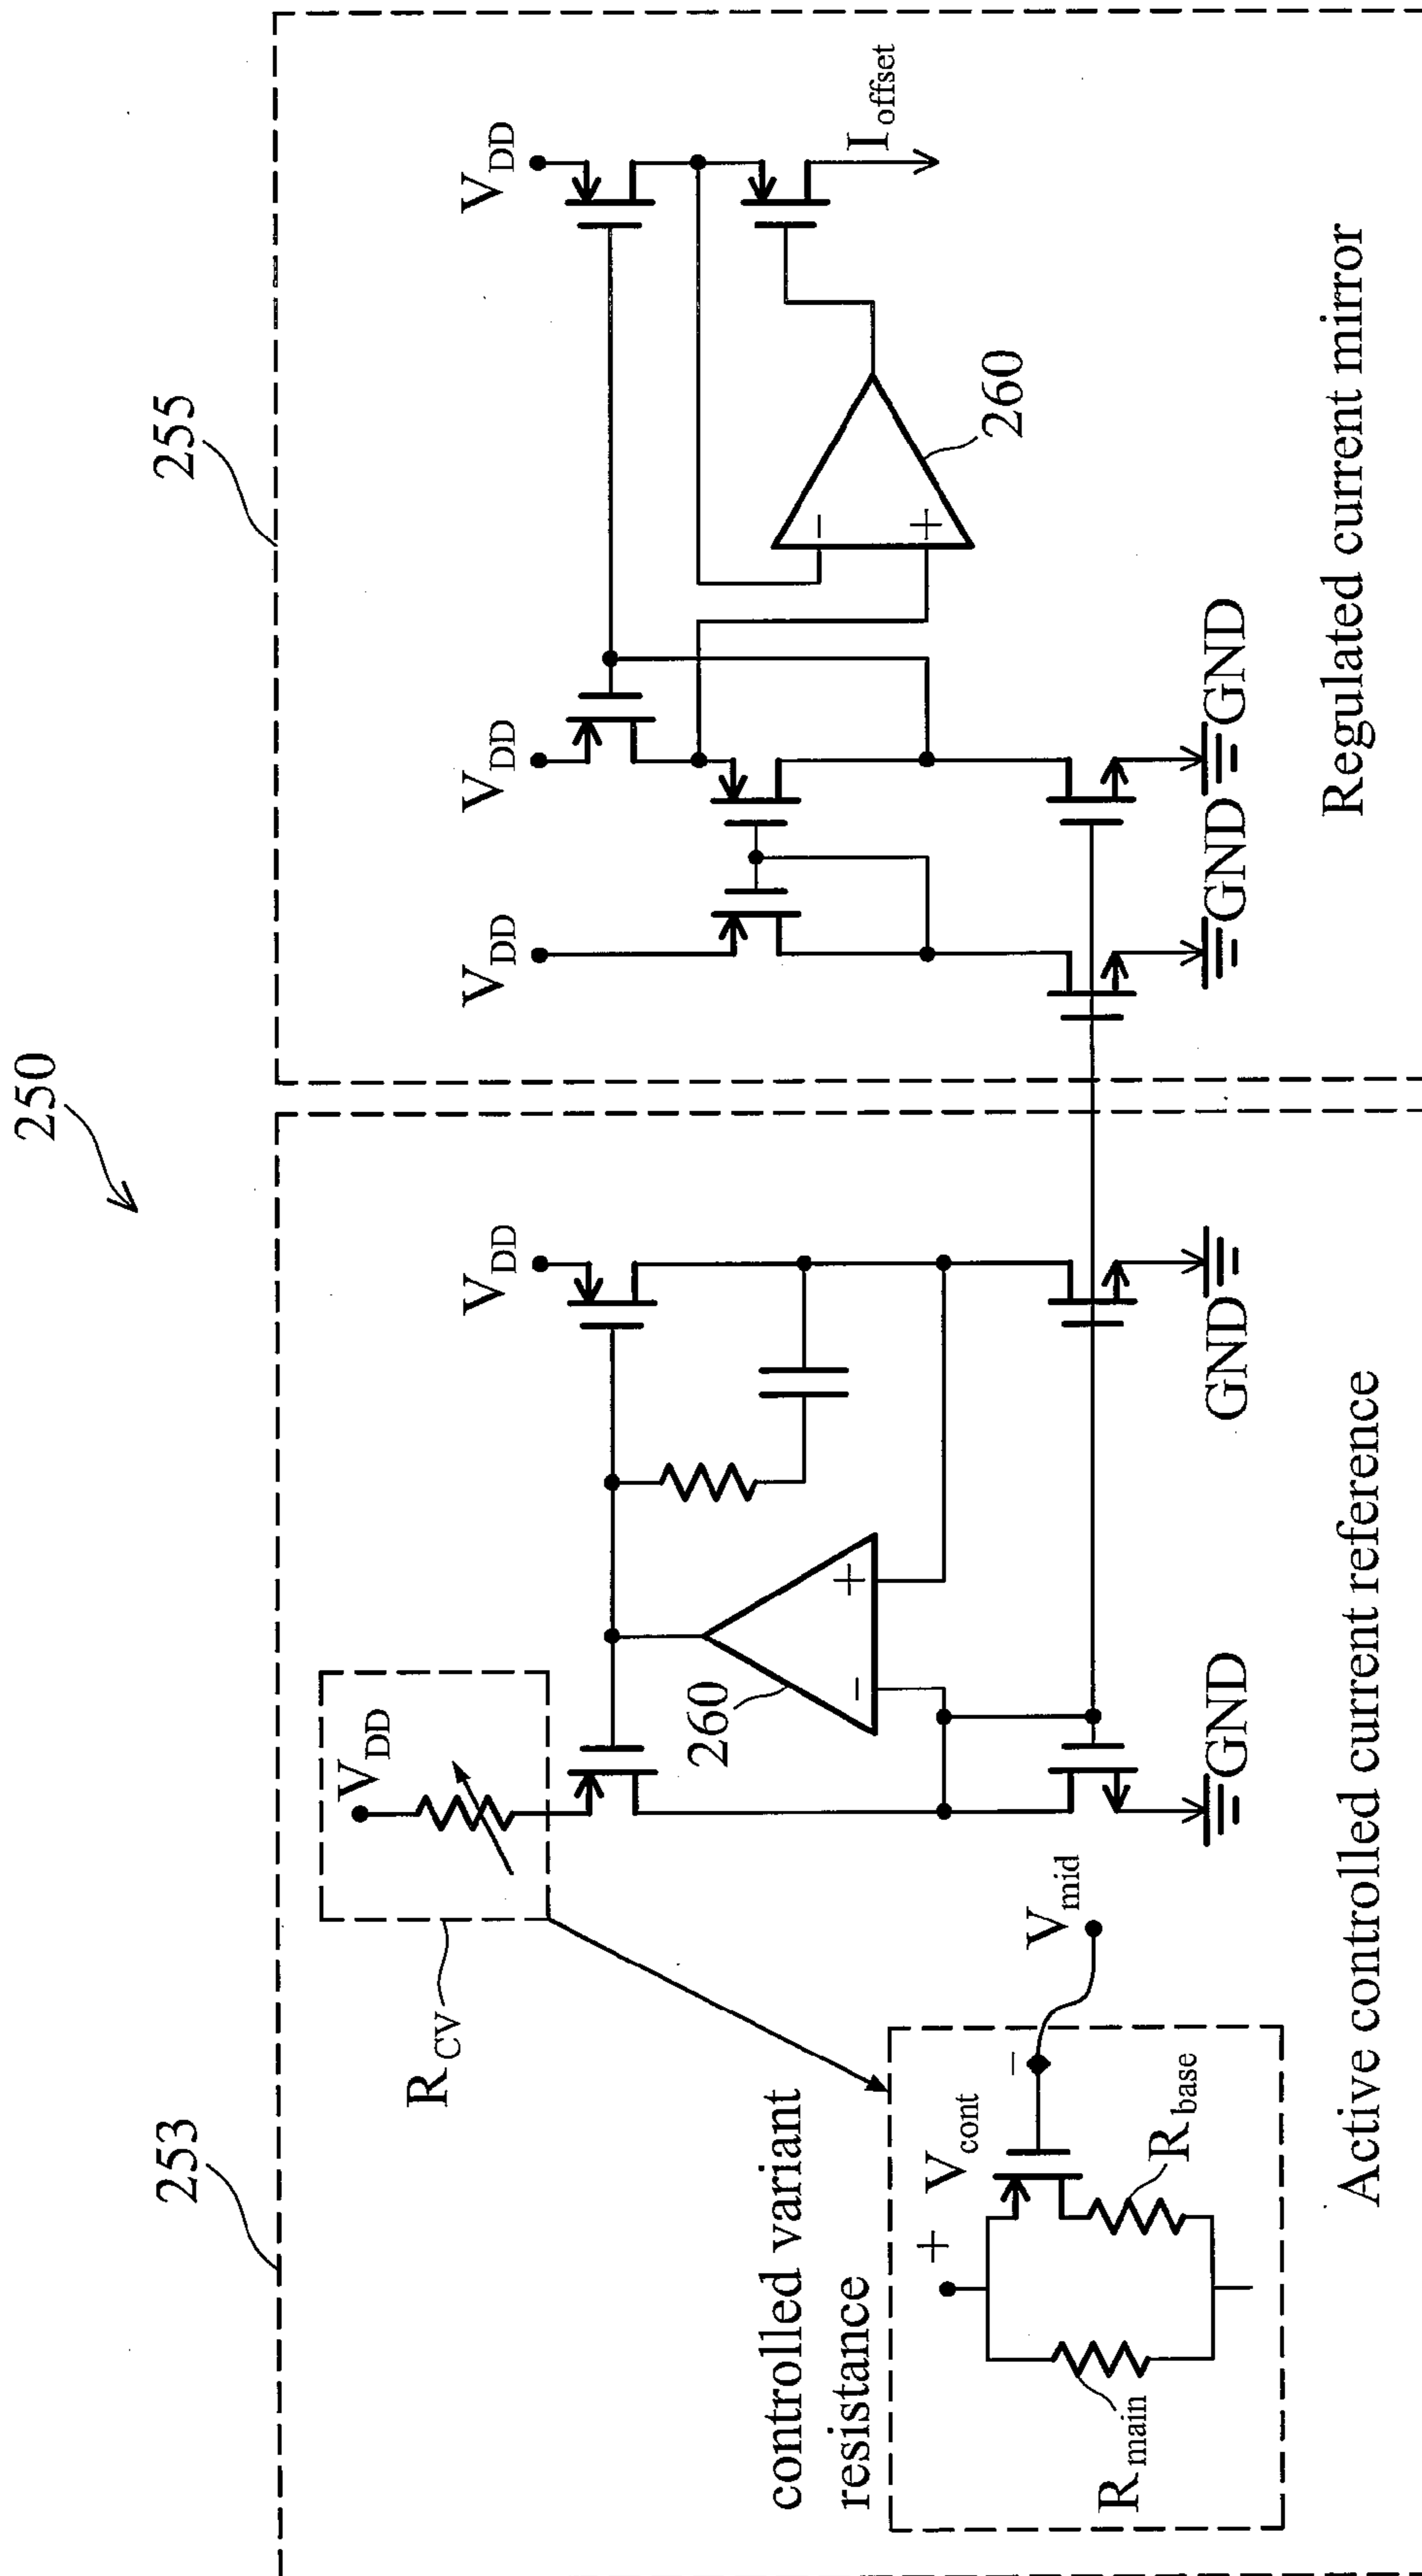 250
253
255
R_CV
V_DD
V_DD
V_DD
V_DD
V_DD
controlled variant
resistance
+
V_cont
−
V_mid
R_main
R_base
260
−
+
−
+
260
I_offset
GND
GND
GND
GND
Active controlled current reference
Regulated current mirror